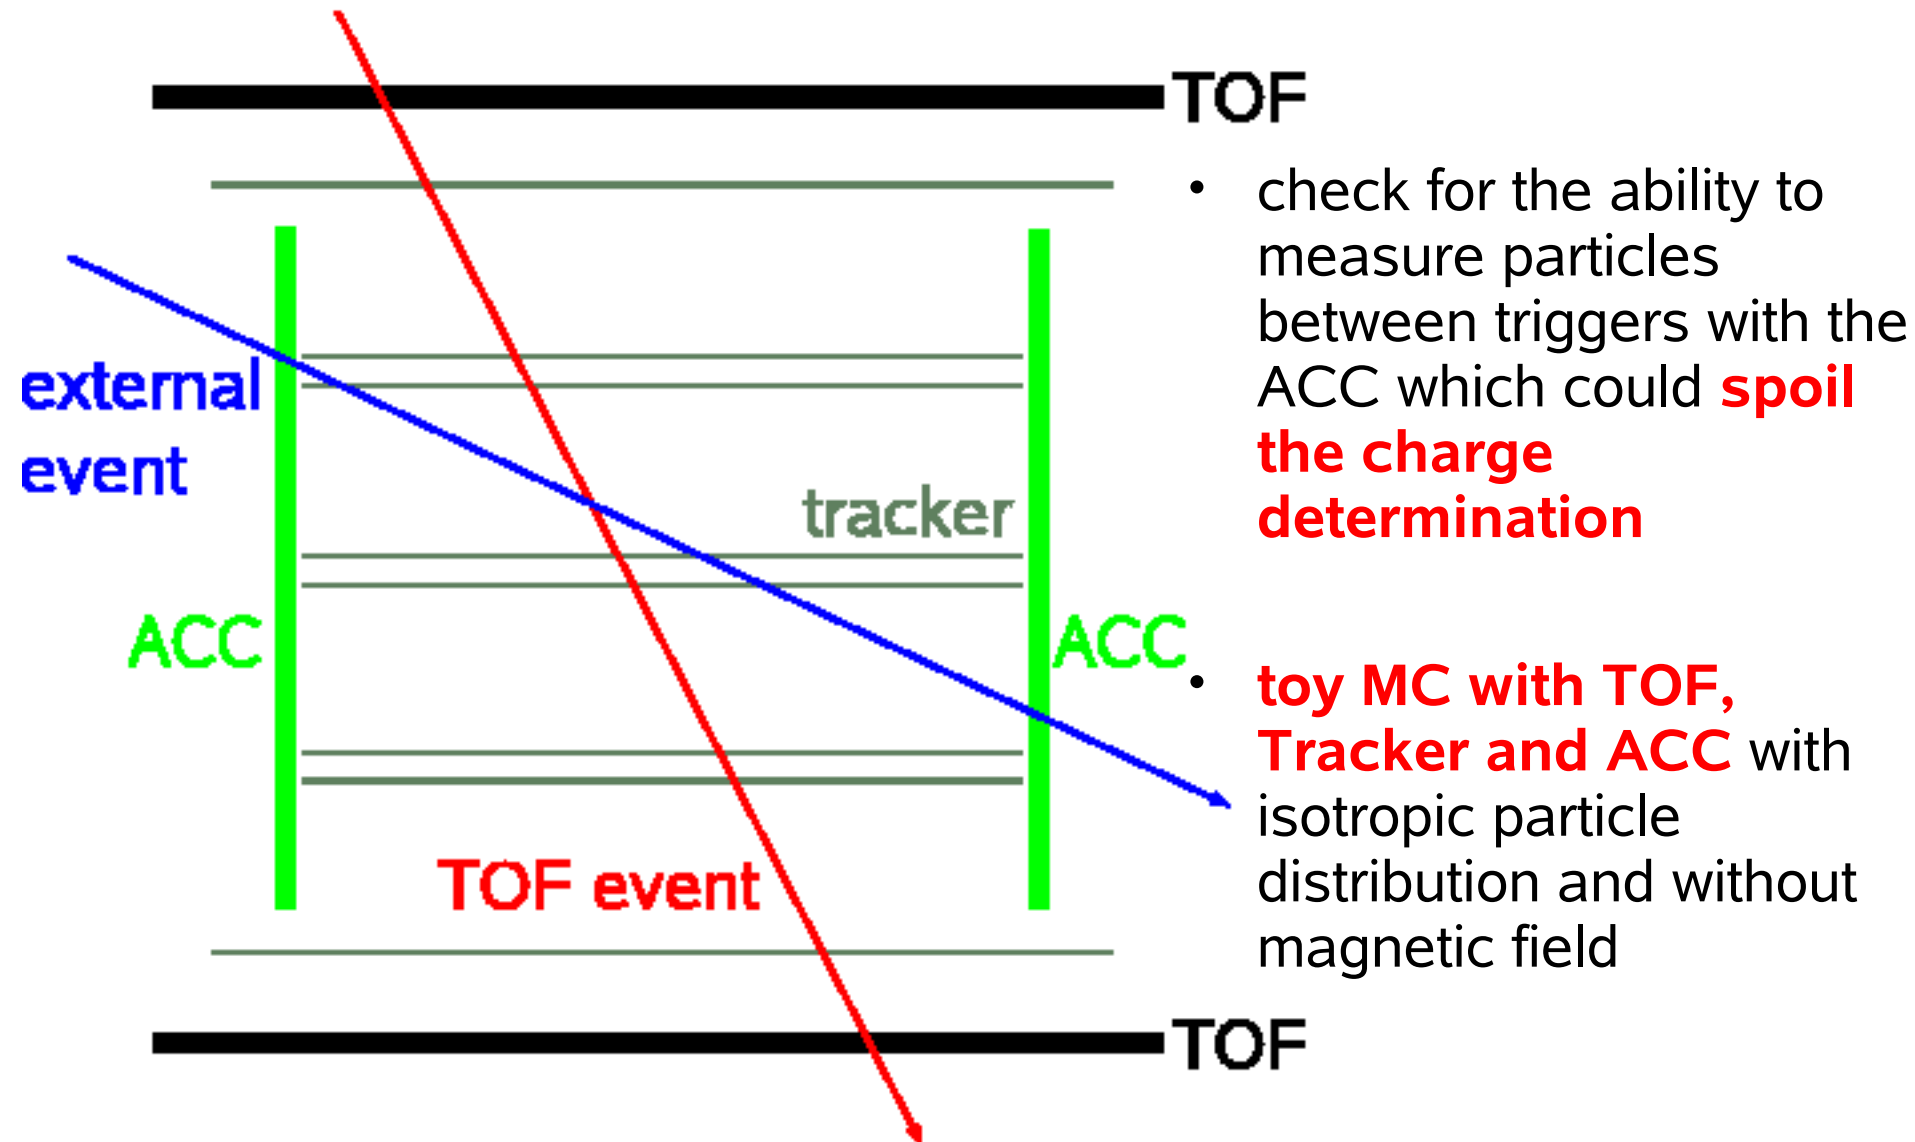 TOF
external
event
tracker
ACC
ACC
TOF event
TOF
• check for the ability to
measure particles
between triggers with the
ACC which could spoil
the charge
determination
• toy MC with TOF,
Tracker and ACC with
isotropic particle
distribution and without
magnetic field